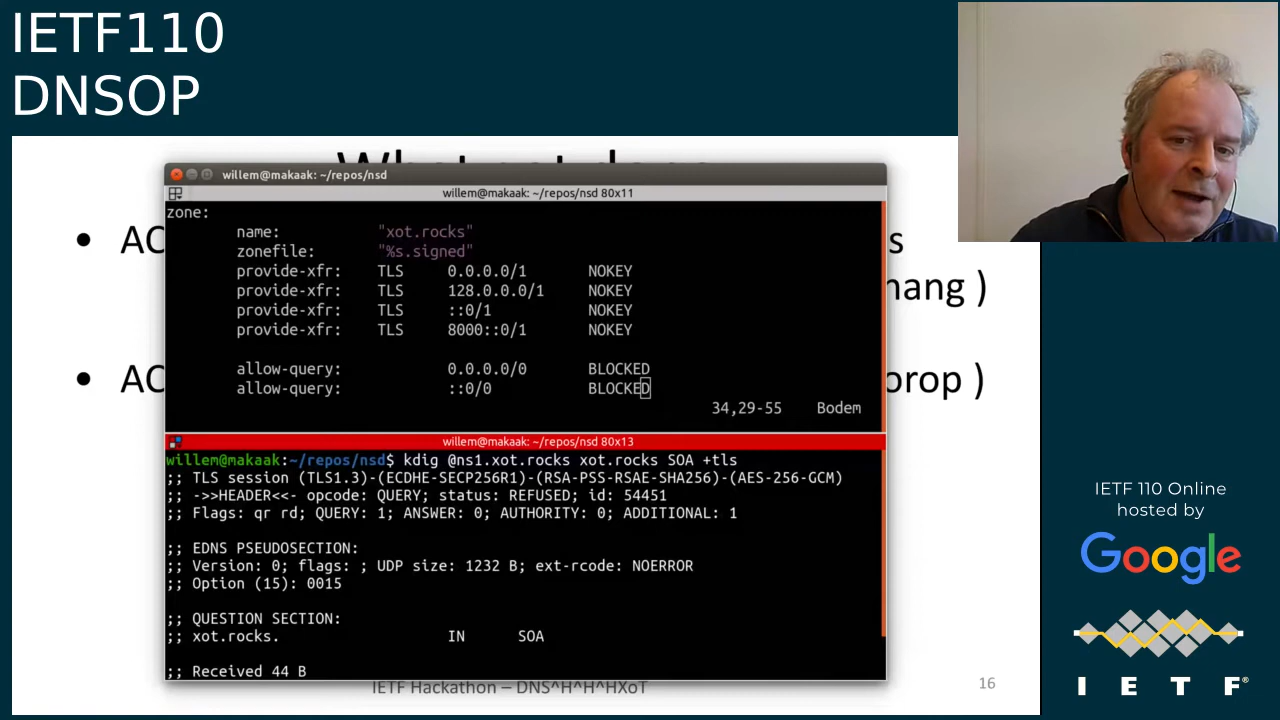 IETF110
DNSOP
willem@makaak: ~/repos/nsd
willem@makaak: ~/repos/nsd 80x11
zone:
name: "xot.rocks"
zonefile: "%s.signed"
provide-xfr: TLS 0.0.0.0/1 NOKEY
provide-xfr: TLS 128.0.0.0/1 NOKEY
provide-xfr: TLS ::0/1 NOKEY
provide-xfr: TLS 8000::0/1 NOKEY
allow-query: 0.0.0.0/0 BLOCKED
allow-query: ::0/0 BLOCKED
34,29-55 Bodem
willem@makaak: ~/repos/nsd 80x13
willem@makaak:~/repos/nsd$ kdig @ns1.xot.rocks xot.rocks SOA +tls
;; TLS session (TLS1.3)-(ECDHE-SECP256R1)-(RSA-PSS-RSAE-SHA256)-(AES-256-GCM)
;; ->>HEADER<<- opcode: QUERY; status: REFUSED; id: 54451
;; Flags: qr rd; QUERY: 1; ANSWER: 0; AUTHORITY: 0; ADDITIONAL: 1
;; EDNS PSEUDOSECTION:
;; Version: 0; flags: ; UDP size: 1232 B; ext-rcode: NOERROR
;; Option (15): 0015
;; QUESTION SECTION:
;; xot.rocks. IN SOA
;; Received 44 B
IETF Hackathon – DNS^H^H^HXoT
16
IETF 110 Online
hosted by
Google
I E T F®